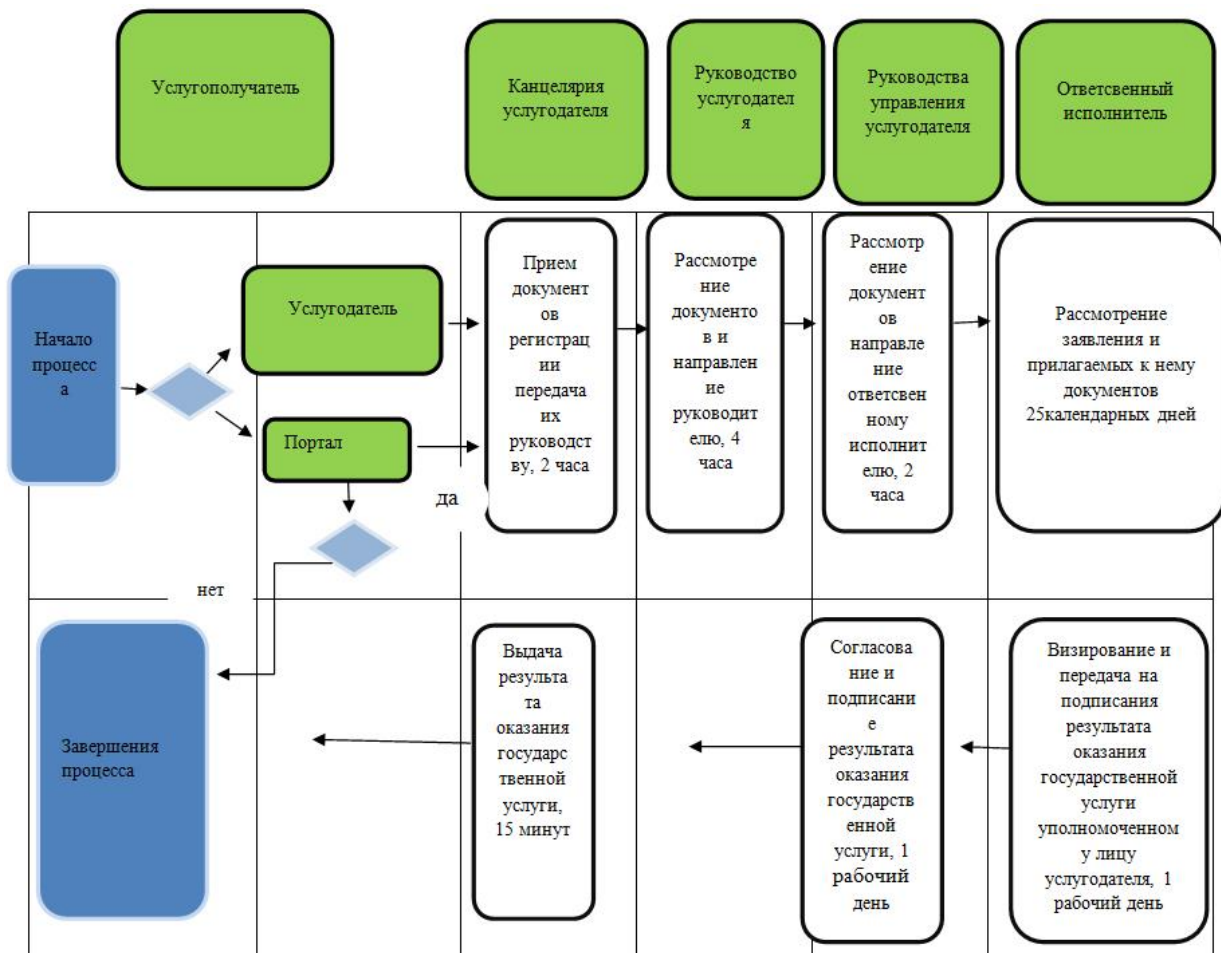 Услугополучатель
Канцелярия
услугодателя
Руководство
услугодател
я
Руководства
управления
услугодателя
Ответсвенный
исполнитель
Начало
процесс
а
Услугодатель
Портал
да
нет
Прием
документ
ов
регистрац
ии
передача
их
руководст
ву, 2 часа
Рассмотре
ние
документо
в и
направлен
ие
руководит
елю, 4
часа
Рассмотр
ение
документ
ов
направле
ние
ответсвен
ному
исполнит
елю, 2
часа
Рассмотрение
заявления и
прилагаемых к нему
документов
25календарных дней
Завершения
процесса
Выдача
результа
та
оказания
государс
твенной
услуги,
15 минут
Согласова
ние и
подписани
е
результата
оказания
государств
енной
услуги, 1
рабочий
день
Визирование и
передача на
подписания
результата
оказания
государственной
услуги
уполномоченном
у лицу
услугодателя, 1
рабочий день